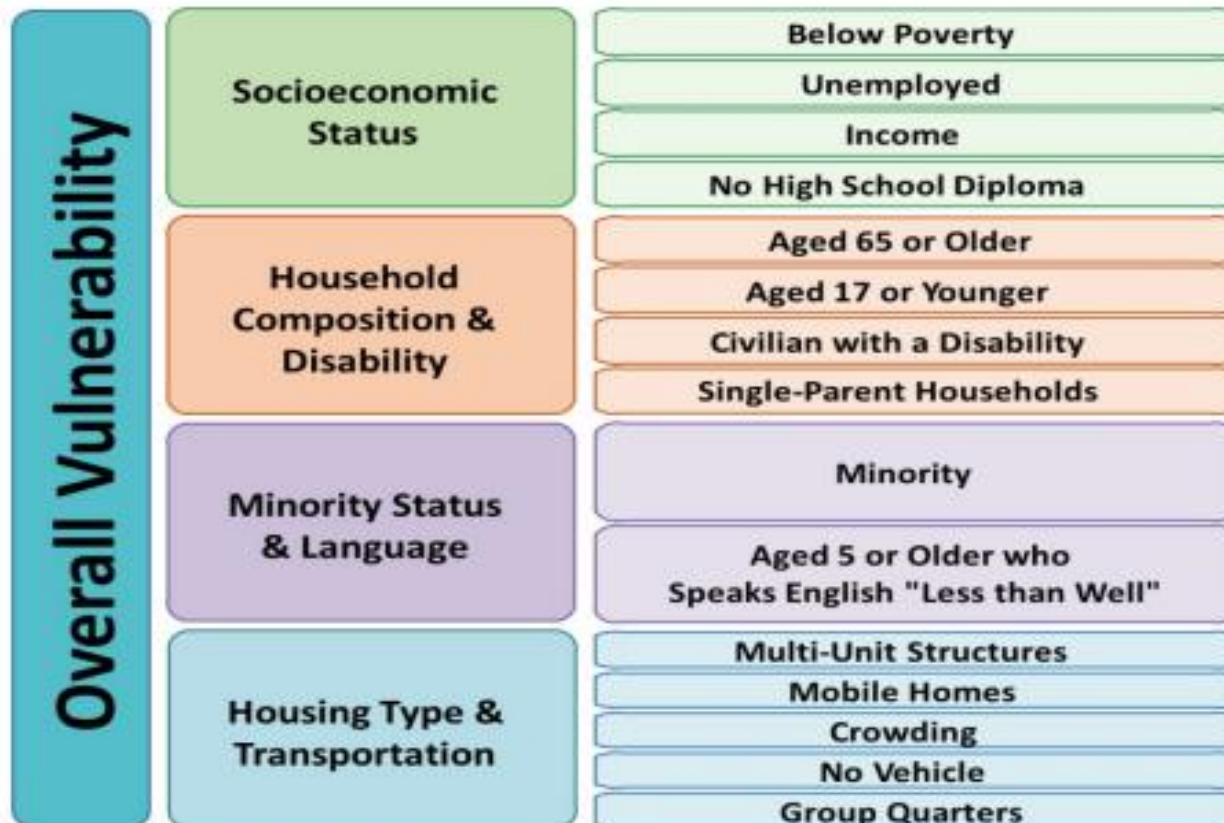 Overall Vulnerability
Socioeconomic
Status
Below Poverty
Unemployed
Income
No High School Diploma
Household
Composition &
Disability
Aged 65 or Older
Aged 17 or Younger
Civilian with a Disability
Single-Parent Households
Minority Status
& Language
Minority
Aged 5 or Older who
Speaks English "Less than Well"
Housing Type &
Transportation
Multi-Unit Structures
Mobile Homes
Crowding
No Vehicle
Group Quarters